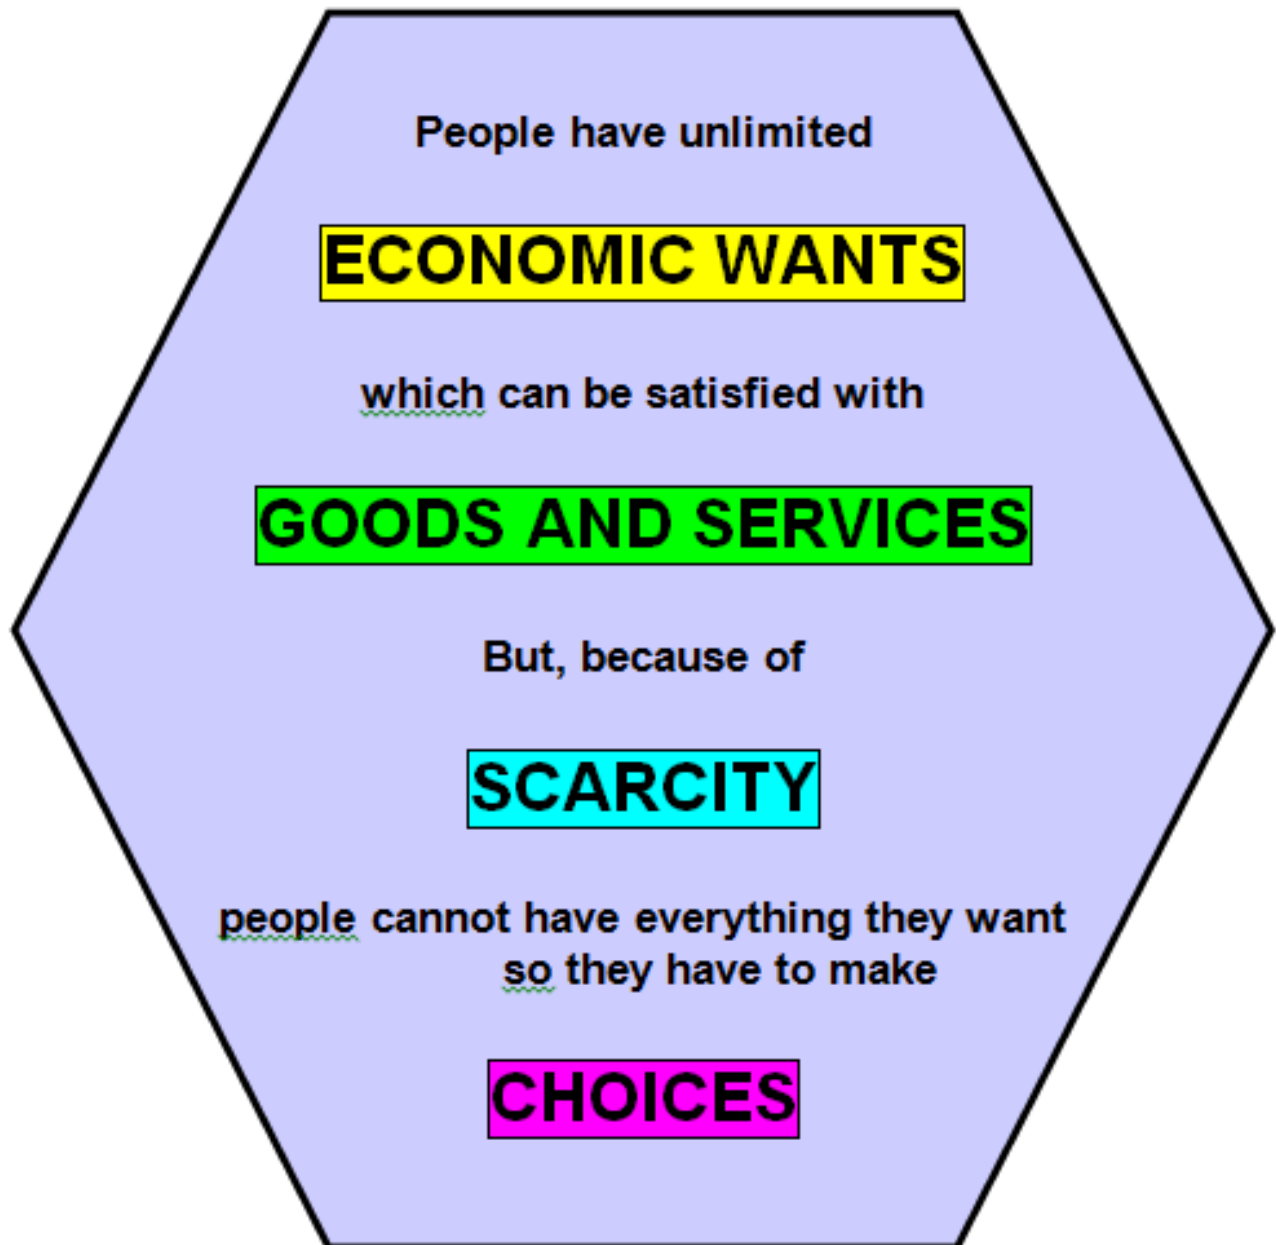 People have unlimited
ECONOMIC WANTS
which can be satisfied with
GOODS AND SERVICES
But, because of
SCARCITY
people cannot have everything they want
so they have to make
CHOICES